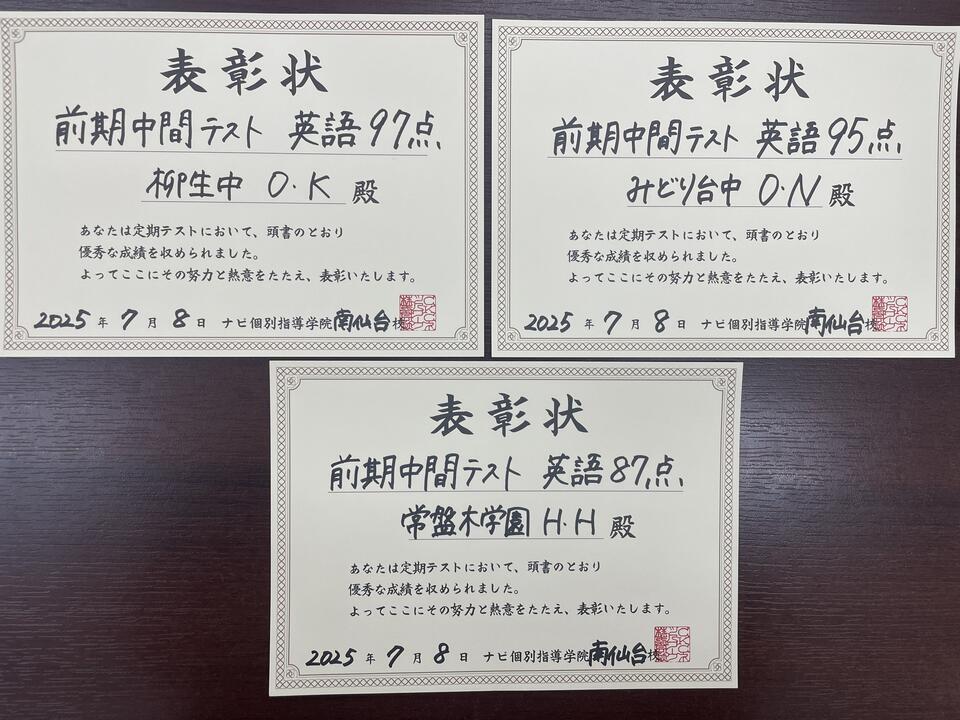 表彰状
前期中間テスト 英語97点
柳生中 O・K 殿
あなたは定期テストにおいて、頭書のとおり
優秀な成績を収められました。
よってここにその努力と熱意をたたえ、表彰いたします。
2025年7月8日 ナビ個別指導学院南仙台校
表彰状
前期中間テスト 英語95点
みどり台中 O・N 殿
あなたは定期テストにおいて、頭書のとおり
優秀な成績を収められました。
よってここにその努力と熱意をたたえ、表彰いたします。
2025年7月8日 ナビ個別指導学院南仙台校
表彰状
前期中間テスト 英語87点
常盤木学園 H・H 殿
あなたは定期テストにおいて、頭書のとおり
優秀な成績を収められました。
よってここにその努力と熱意をたたえ、表彰いたします。
2025年7月8日 ナビ個別指導学院南仙台校